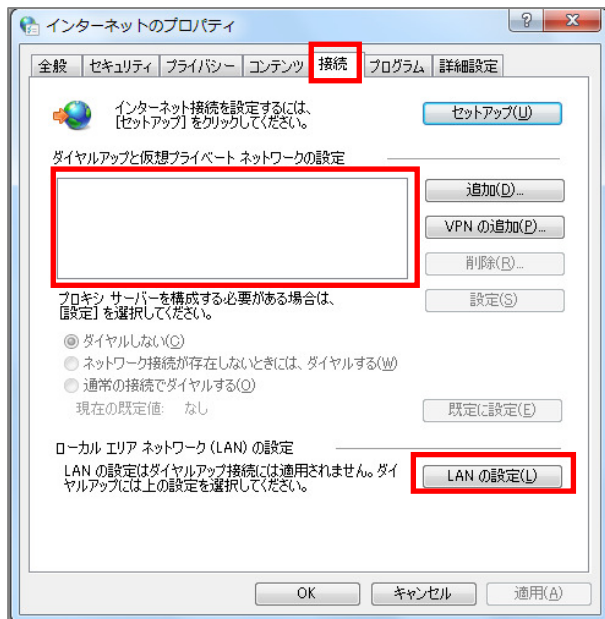 インターネットのプロパティ
全般 セキュリティ プライバシー コンテンツ 接続 プログラム 詳細設定
インターネット接続を設定するには、
[セットアップ] をクリックしてください。
セットアップ(U)
ダイヤルアップと仮想プライベート ネットワークの設定
追加(D)...
VPN の追加(P)...
削除(R)...
プロキシ サーバーを構成する必要がある場合は、
[設定] を選択してください。
設定(S)
ダイヤルしない(C)
ネットワーク接続が存在しないときには、ダイヤルする(W)
通常の接続でダイヤルする(O)
現在の既定値: なし
既定に設定(E)
ローカル エリア ネットワーク (LAN) の設定
LAN の設定はダイヤルアップ接続には適用されません。ダイ
ヤルアップには上の設定を選択してください。
LAN の設定(L)
OK キャンセル 適用(A)